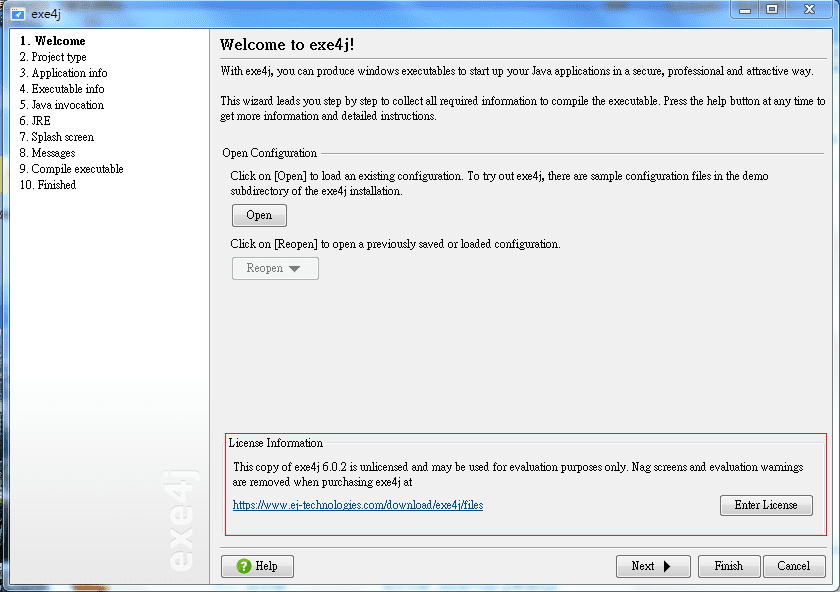 exe4j
1. Welcome
2. Project type
3. Application info
4. Executable info
5. Java invocation
6. JRE
7. Splash screen
8. Messages
9. Compile executable
10. Finished
exe4j
Welcome to exe4j!
With exe4j, you can produce windows executables to start up your Java applications in a secure, professional and attractive way.
This wizard leads you step by step to collect all required information to compile the executable. Press the help button at any time to
get more information and detailed instructions.
Open Configuration
Click on [Open] to load an existing configuration. To try out exe4j, there are sample configuration files in the demo
subdirectory of the exe4j installation.
Open
Click on [Reopen] to open a previously saved or loaded configuration.
Reopen
License Information
This copy of exe4j 6.0.2 is unlicensed and may be used for evaluation purposes only. Nag screens and evaluation warnings
are removed when purchasing exe4j at
https://www.ej-technologies.com/download/exe4j/files
Enter License
Help
Next
Finish
Cancel